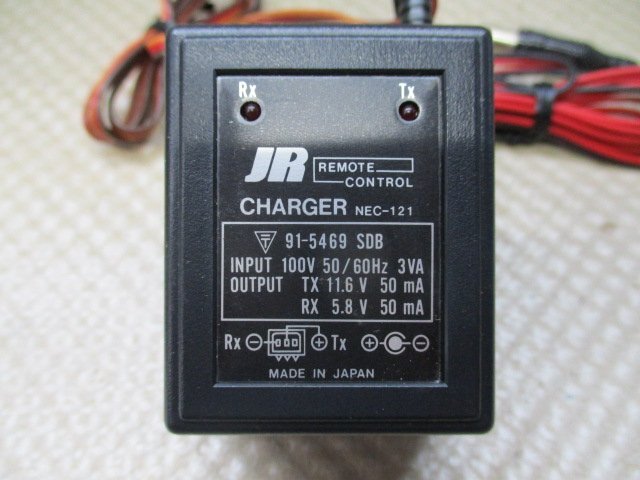 Rx Tx
JR REMOTE CONTROL
CHARGER NEC-121
T 91-5469 SDB
INPUT 100V 50/60Hz 3VA
OUTPUT TX 11.6 V 50 mA
RX 5.8 V 50 mA
Rx Tx
MADE IN JAPAN